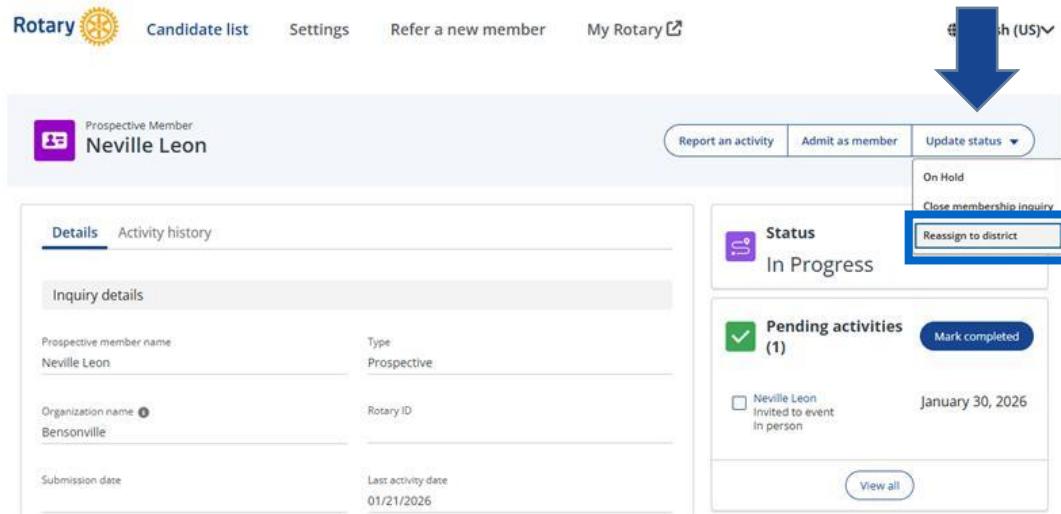 Rotary Candidate list Settings Refer a new member My Rotary (US)
Prospective Member
Neville Leon
Report an activity Admit as member Update status
On Hold
Close membership inquiry
Reassign to district
Details Activity history
Status
In Progress
Inquiry details
Pending activities (1)
Mark completed
Prospective member name
Neville Leon
Type
Prospective
Neville Leon
Invited to event
In person
January 30, 2026
Organization name
Bensonville
Rotary ID
Submission date
Last activity date
01/21/2026
View all